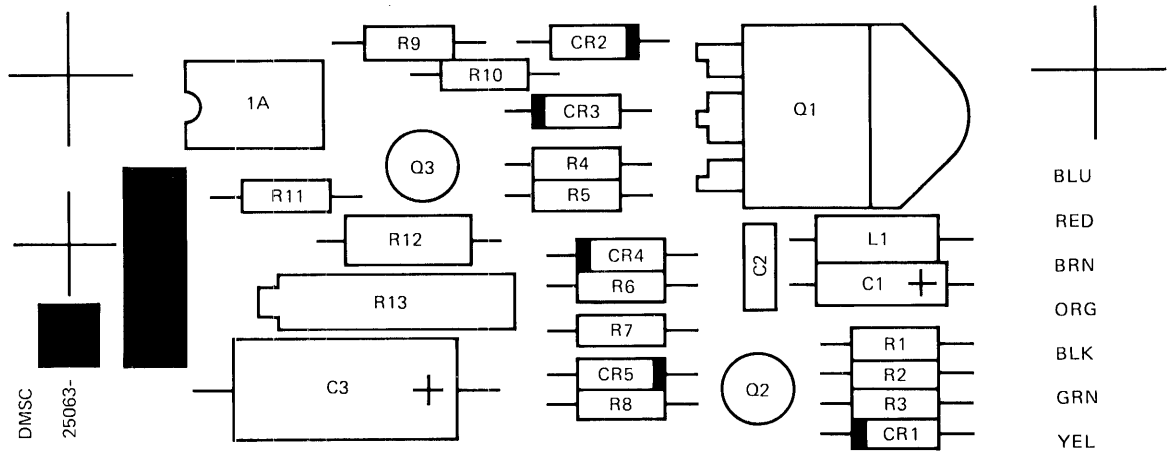 R9
CR2
R10
1A
CR3
Q1
Q3
R4
R5
R11
R12
CR4
R6
R13
C2
L1
C1
R7
R1
C3
CR5
R8
Q2
R2
R3
CR1
BLU
RED
BRN
ORG
BLK
GRN
YEL
DMSC
25063-